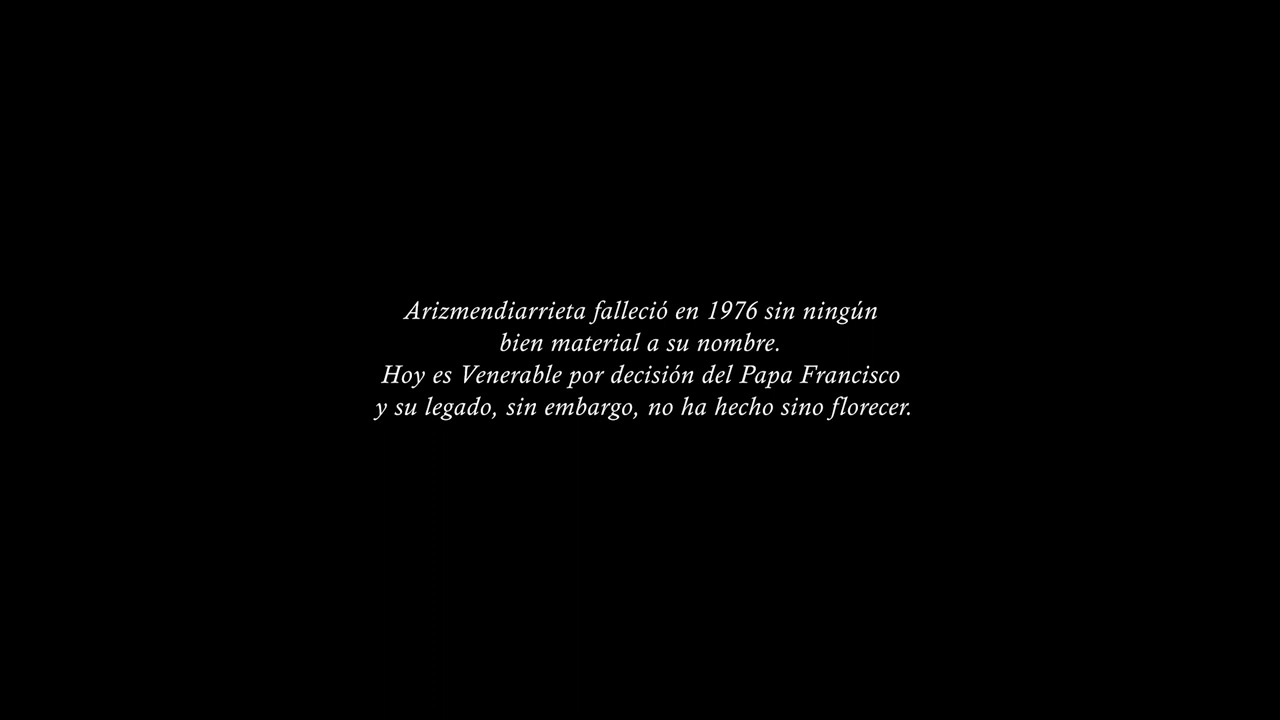 Arizmendiarrieta falleció en 1976 sin ningún
bien material a su nombre.
Hoy es Venerable por decisión del Papa Francisco
y su legado, sin embargo, no ha hecho sino florecer.